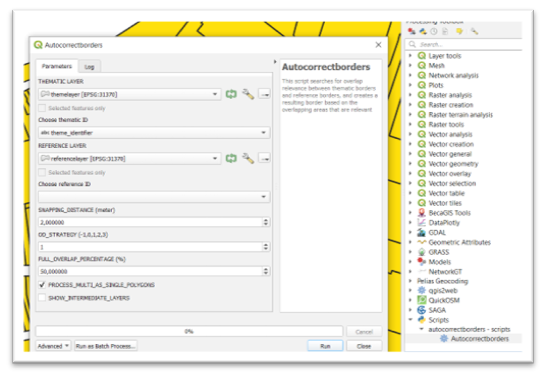 Processing Toolbox
Autocorrectborders
Parameters
Log
THEMATIC LAYER
themelayer [EPSG:31370]
Selected features only
Choose thematic ID
abc theme_identifier
REFERENCE LAYER
referencelayer [EPSG:31370]
Selected features only
Choose reference ID
SNAPPING_DISTANCE (meter)
2,000000
OD_STRATEGY (-1,0,1,2,3)
1
FULL_OVERLAP_PERCENTAGE (%)
50,000000
PROCESS_MULTI_AS_SINGLE_POLYGONS
SHOW_INTERMEDIATE_LAYERS
0%
Cancel
Advanced
Run as Batch Process...
Run
Close
Autocorrectborders
This script searches for overlap
relevance between thematic borders
and reference borders, and creates a
resulting border based on the
overlapping areas that are relevant
Search...
Layer tools
Mesh
Network analysis
Plots
Raster analysis
Raster creation
Raster terrain analysis
Raster tools
Vector analysis
Vector creation
Vector general
Vector geometry
Vector overlay
Vector selection
Vector table
Vector tiles
BecaGIS Tools
DataPlotly
GDAL
Geometric Attributes
GRASS
Models
NetworkGT
Pelias Geocoding
qgis2web
QuickOSM
SAGA
Scripts
autocorrectborders - scripts
Autocorrectborders